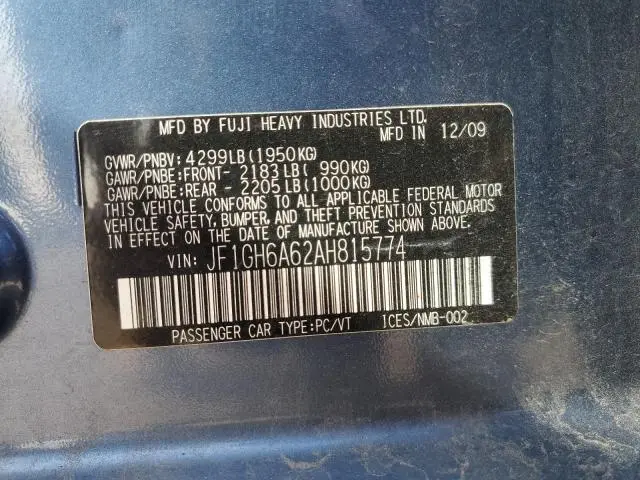 MFD BY FUJI HEAVY INDUSTRIES LTD.
MFD IN 12/09
GVWR/PNBV: 4299LB(1950KG)
GAWR/PNBE:FRONT- 2183LB( 990KG)
GAWR/PNBE:REAR - 2205LB(1000KG)
THIS VEHICLE CONFORMS TO ALL APPLICABLE FEDERAL MOTOR
VEHICLE SAFETY, BUMPER, AND THEFT PREVENTION STANDARDS
IN EFFECT ON THE DATE OF MANUFACTURE SHOWN ABOVE.
VIN: JF1GH6A62AH815774
PASSENGER CAR TYPE:PC/VT ICES/NMB-002